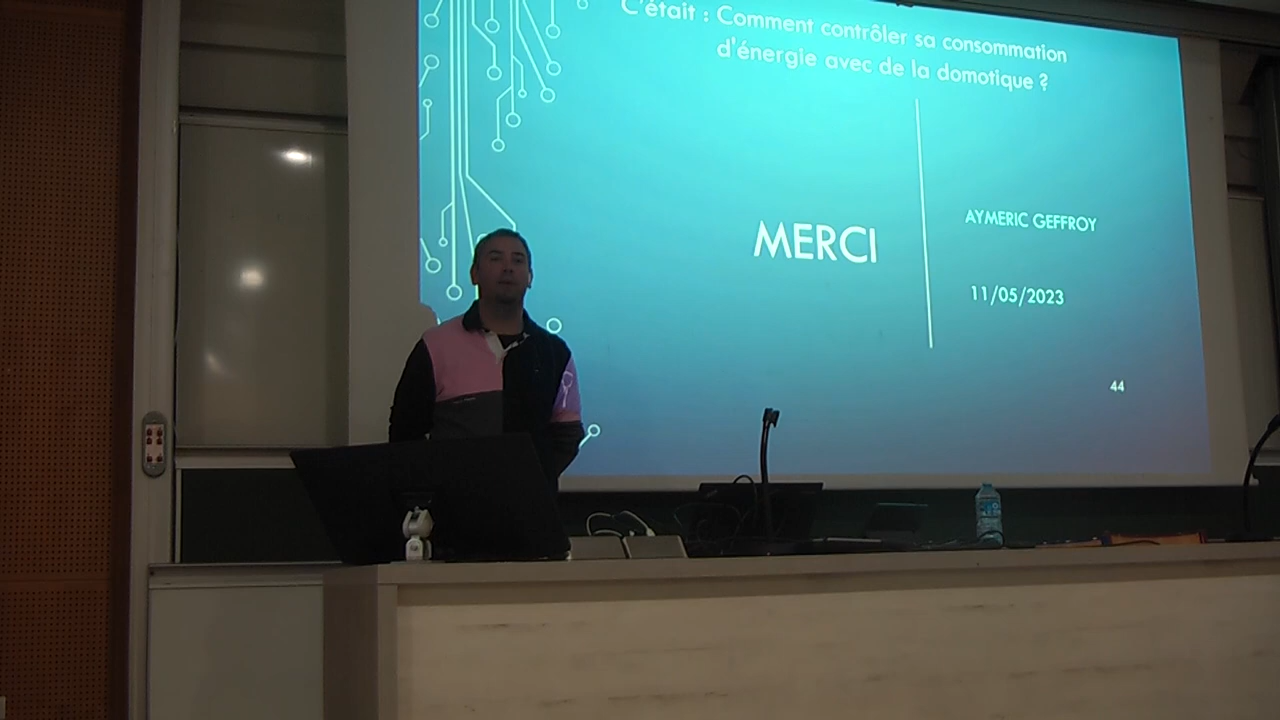 C'était : Comment contrôler sa consommation
d'énergie avec de la domotique ?
MERCI
AYMERIC GEFFROY
11/05/2023
44